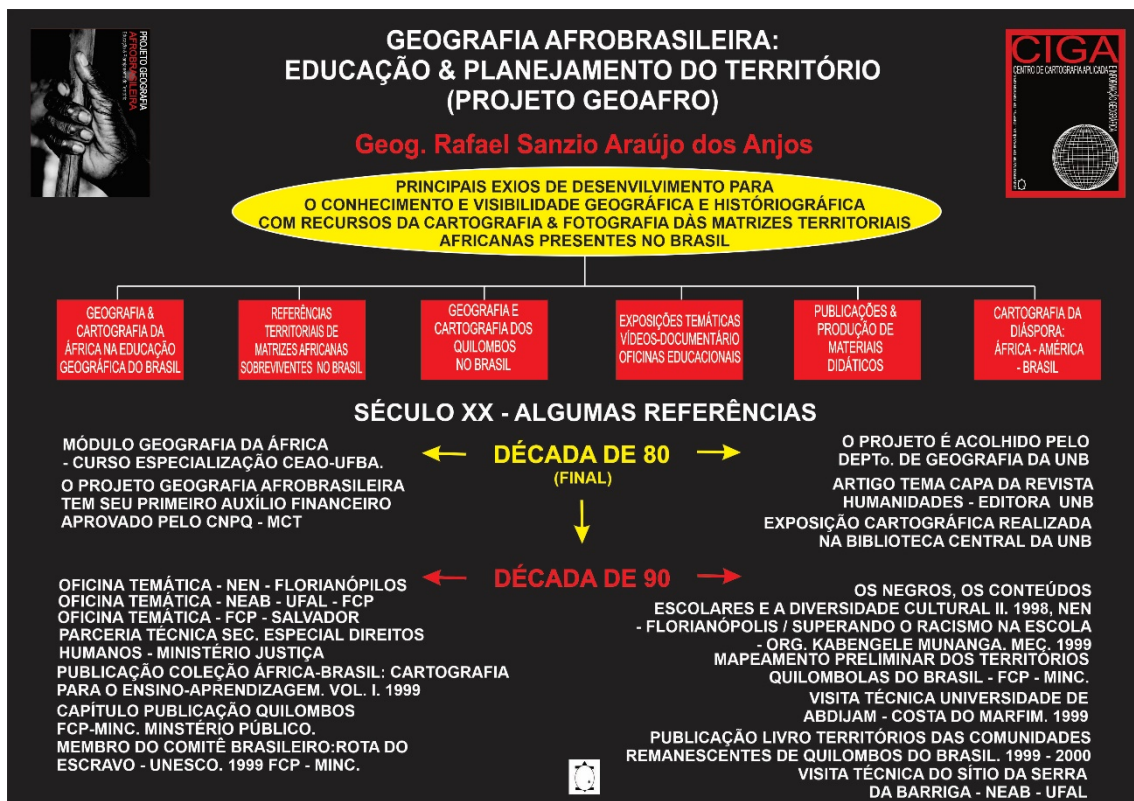 PROJETO GEOGRAFIA
AFROBRASILEIRA
CIGA
CENTRO DE CARTOGRAFIA APLICADA
E INFORMAÇÃO GEOGRÁFICA
GEOGRAFIA AFROBRASILEIRA:
EDUCAÇÃO & PLANEJAMENTO DO TERRITÓRIO
(PROJETO GEOAFRO)
Geog. Rafael Sanzio Araújo dos Anjos
PRINCIPAIS EXIOS DE DESENVILVIMENTO PARA
O CONHECIMENTO E VISIBILIDADE GEOGRÁFICA E HISTÓRIOGRÁFICA
COM RECURSOS DA CARTOGRAFIA & FOTOGRAFIA DÀS MATRIZES TERRITORIAIS
AFRICANAS PRESENTES NO BRASIL
GEOGRAFIA &
CARTOGRAFIA DA
ÁFRICA NA EDUCAÇÃO
GEOGRÁFICA DO BRASIL
REFERÊNCIAS
TERRITORIAIS DE
MATRIZES AFRICANAS
SOBREVIVENTES NO BRASIL
GEOGRAFIA E
CARTOGRAFIA DOS
QUILOMBOS
NO BRASIL
EXPOSIÇÕES TEMÁTICAS
VÍDEOS-DOCUMENTÁRIO
OFICINAS EDUCACIONAIS
PUBLICAÇÕES &
PRODUÇÃO DE
MATERIAIS
DIDÁTICOS
CARTOGRAFIA DA
DIÁSPORA:
ÁFRICA - AMÉRICA
- BRASIL
SÉCULO XX - ALGUMAS REFERÊNCIAS
DÉCADA DE 80
(FINAL)
MÓDULO GEOGRAFIA DA ÁFRICA
- CURSO ESPECIALIZAÇÃO CEAO-UFBA.
O PROJETO GEOGRAFIA AFROBRASILEIRA
TEM SEU PRIMEIRO AUXÍLIO FINANCEIRO
APROVADO PELO CNPQ - MCT
O PROJETO É ACOLHIDO PELO
DEPTo. DE GEOGRAFIA DA UNB
ARTIGO TEMA CAPA DA REVISTA
HUMANIDADES - EDITORA UNB
EXPOSIÇÃO CARTOGRÁFICA REALIZADA
NA BIBLIOTECA CENTRAL DA UNB
DÉCADA DE 90
OFICINA TEMÁTICA - NEN - FLORIANÓPILOS
OFICINA TEMÁTICA - NEAB - UFAL - FCP
OFICINA TEMÁTICA - FCP - SALVADOR
PARCERIA TÉCNICA SEC. ESPECIAL DIREITOS
HUMANOS - MINISTÉRIO JUSTIÇA
PUBLICAÇÃO COLEÇÃO ÁFRICA-BRASIL: CARTOGRAFIA
PARA O ENSINO-APRENDIZAGEM. VOL. I. 1999
CAPÍTULO PUBLICAÇÃO QUILOMBOS
FCP-MINC. MINSTÉRIO PÚBLICO.
MEMBRO DO COMITÊ BRASILEIRO:ROTA DO
ESCRAVO - UNESCO. 1999 FCP - MINC.
OS NEGROS, OS CONTEÚDOS
ESCOLARES E A DIVERSIDADE CULTURAL II. 1998, NEN
- FLORIANÓPOLIS / SUPERANDO O RACISMO NA ESCOLA
- ORG. KABENGELE MUNANGA. MEC. 1999
MAPEAMENTO PRELIMINAR DOS TERRITÓRIOS
QUILOMBOLAS DO BRASIL - FCP - MINC.
VISITA TÉCNICA UNIVERSIDADE DE
ABDIJAM - COSTA DO MARFIM. 1999
PUBLICAÇÃO LIVRO TERRITÓRIOS DAS COMUNIDADES
REMANESCENTES DE QUILOMBOS DO BRASIL. 1999 - 2000
VISITA TÉCNICA DO SÍTIO DA SERRA
DA BARRIGA - NEAB - UFAL